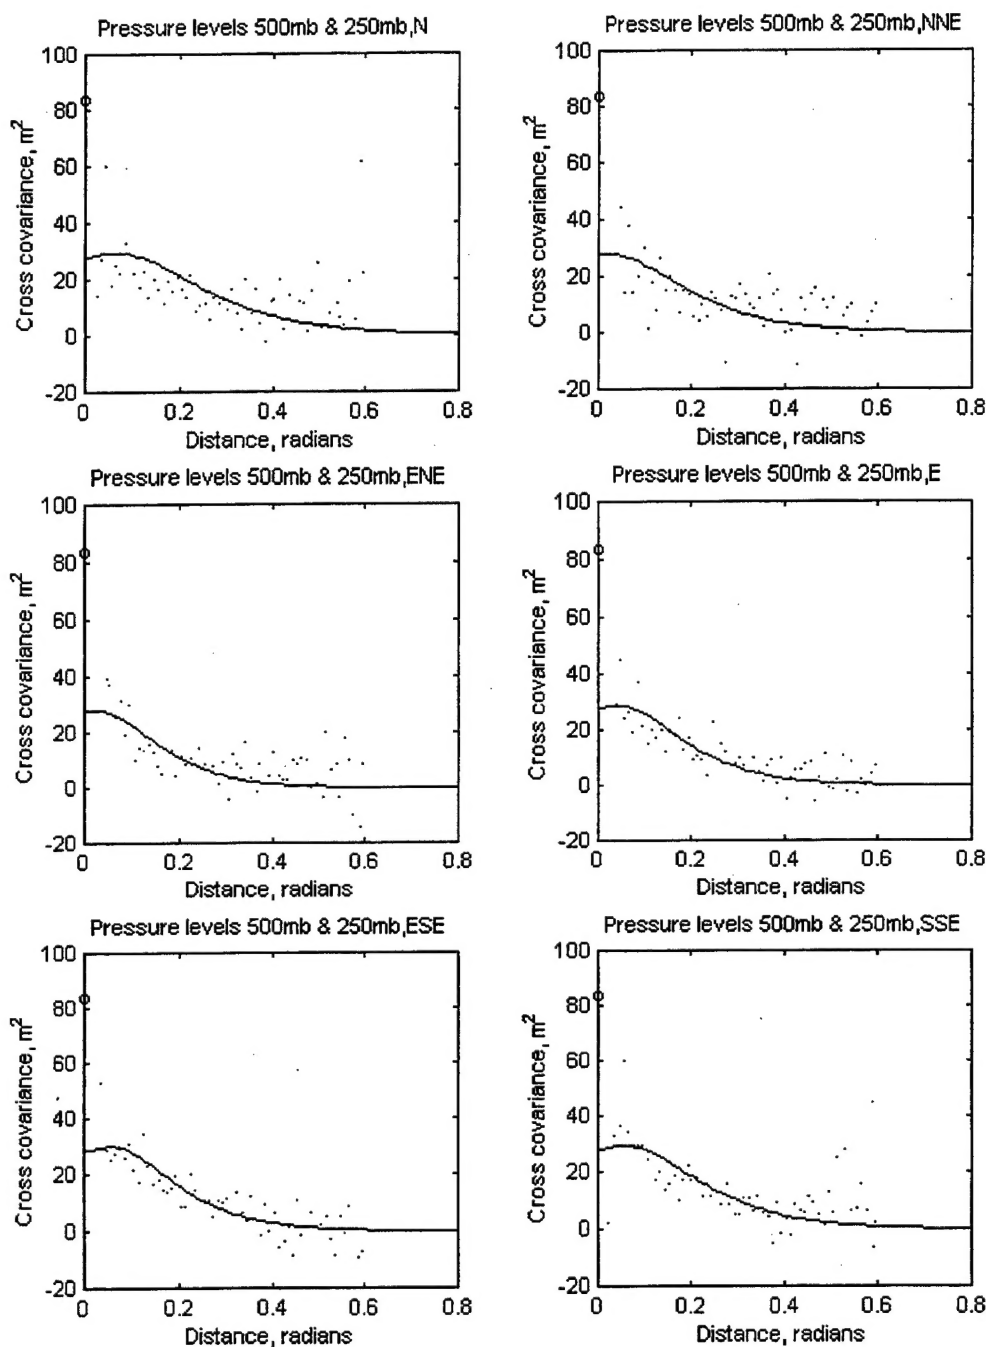 Pressure levels 500mb & 250mb,N
100
80
60
40
20
0
-20
Cross covariance, m²
0 0.2 0.4 0.6 0.8
Distance, radians
Pressure levels 500mb & 250mb,NNE
100
80
60
40
20
0
-20
Cross covariance, m²
0 0.2 0.4 0.6 0.8
Distance, radians
Pressure levels 500mb & 250mb,ENE
100
80
60
40
20
0
-20
Cross covariance, m²
0 0.2 0.4 0.6 0.8
Distance, radians
Pressure levels 500mb & 250mb,E
100
80
60
40
20
0
-20
Cross covariance, m²
0 0.2 0.4 0.6 0.8
Distance, radians
Pressure levels 500mb & 250mb,ESE
100
80
60
40
20
0
-20
Cross covariance, m²
0 0.2 0.4 0.6 0.8
Distance, radians
Pressure levels 500mb & 250mb,SSE
100
80
60
40
20
0
-20
Cross covariance, m²
0 0.2 0.4 0.6 0.8
Distance, radians